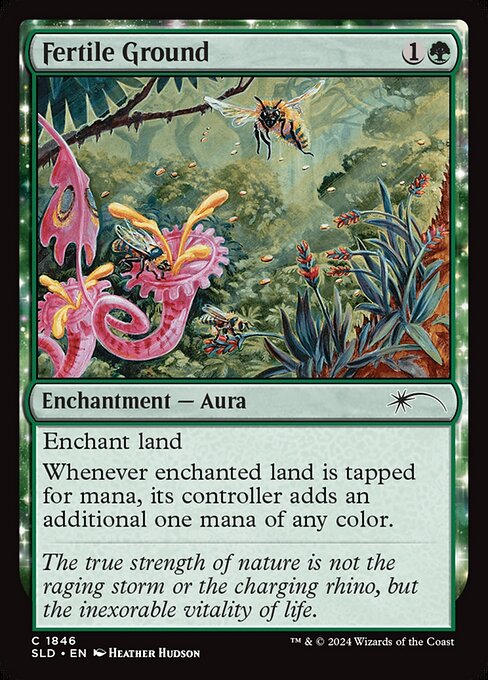 Fertile Ground 1
Enchantment — Aura
Enchant land
Whenever enchanted land is tapped
for mana, its controller adds an
additional one mana of any color.
The true strength of nature is not the
raging storm or the charging rhino, but
the inexorable vitality of life.
C 1846
SLD • EN HEATHER HUDSON
™ & © 2024 Wizards of the Coast